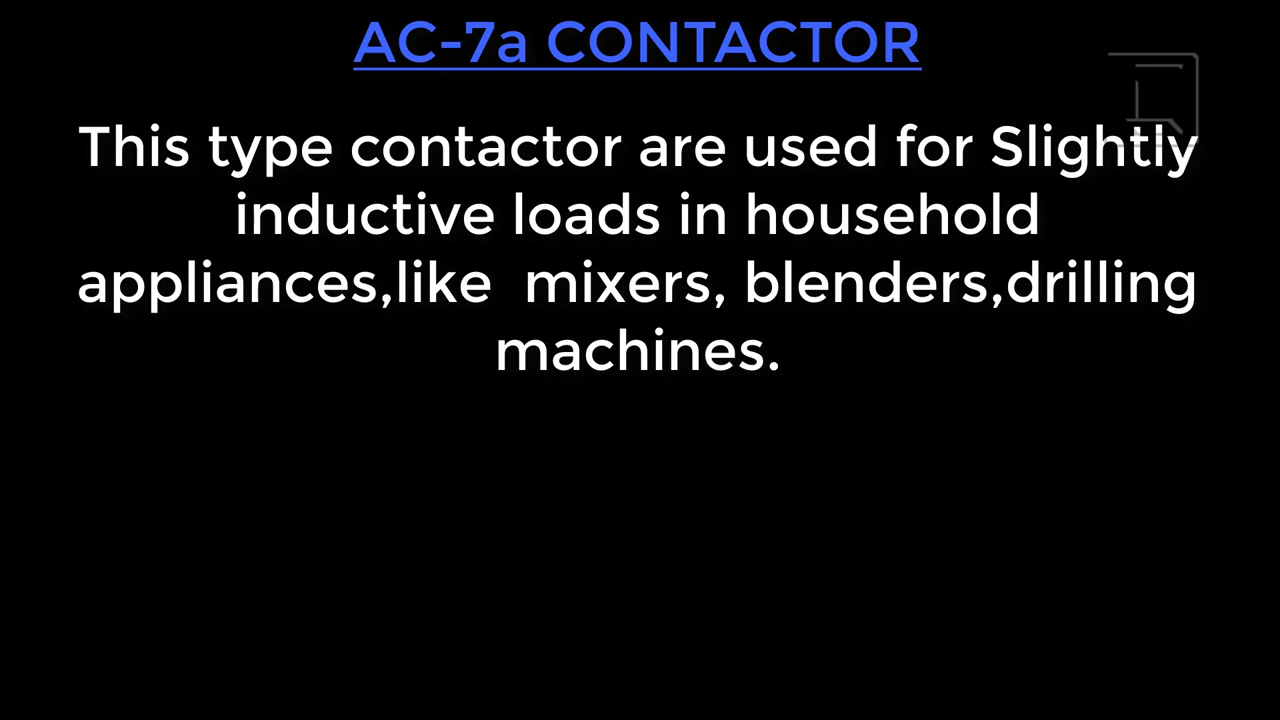 AC-7a CONTACTOR
This type contactor are used for Slightly
inductive loads in household
appliances,like  mixers, blenders,drilling
machines.